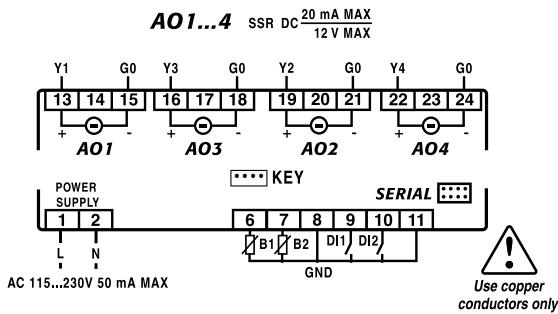 AO1...4 SSR DC 20 mA MAX
12 V MAX
Y1 G0 Y3 G0 Y2 G0 Y4 G0
13 14 15 16 17 18 19 20 21 22 23 24
+ - + - + - + -
AO1 AO3 AO2 AO4
KEY
POWER
SUPPLY
SERIAL
1 2 6 7 8 9 10 11
L N B1 B2 DI1 DI2
GND
AC 115...230V 50 mA MAX
!
Use copper
conductors only